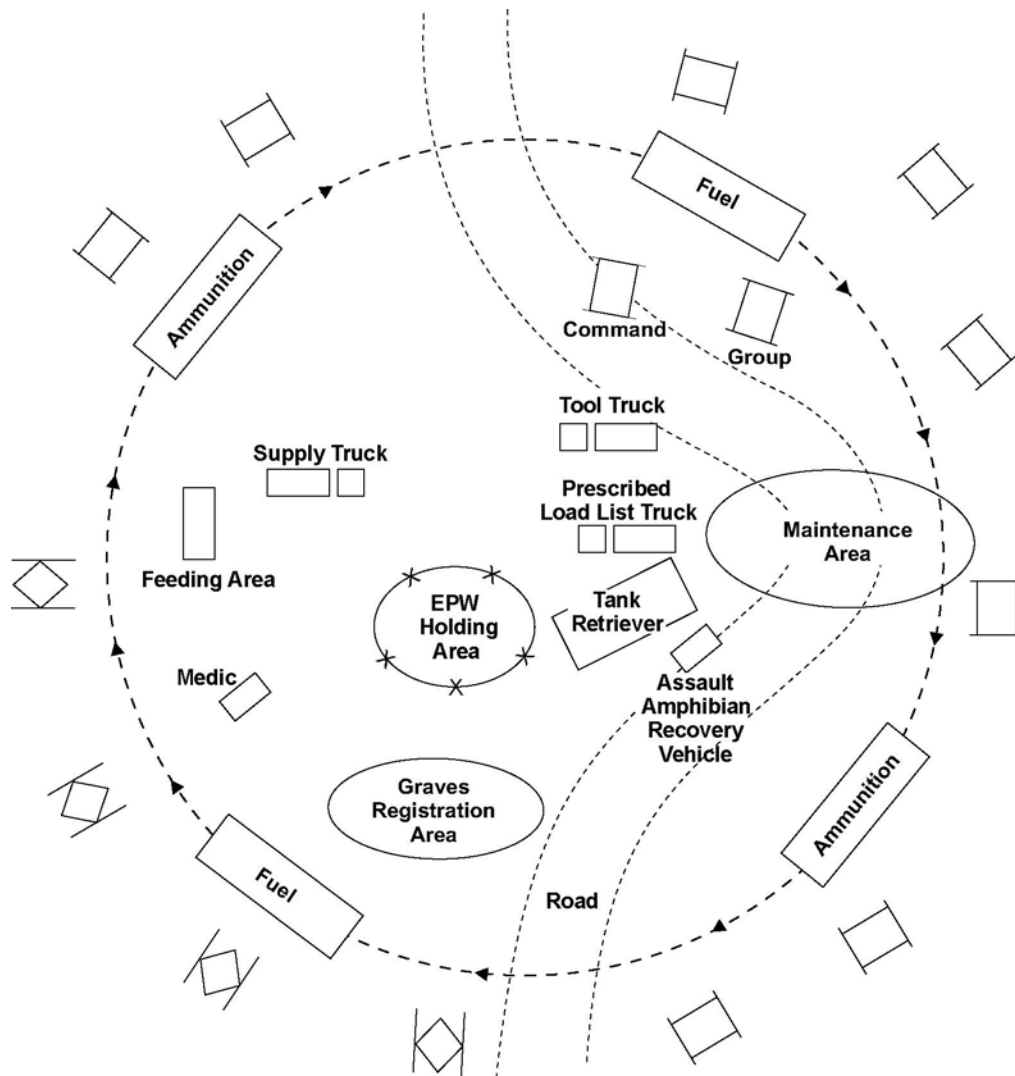 Fuel
Ammunition
Command
Group
Tool Truck
Supply Truck
Prescribed
Load List Truck
Maintenance
Area
Feeding Area
EPW
Holding
Area
Tank
Retriever
Medic
Assault
Amphibian
Recovery
Vehicle
Graves
Registration
Area
Ammunition
Fuel
Road